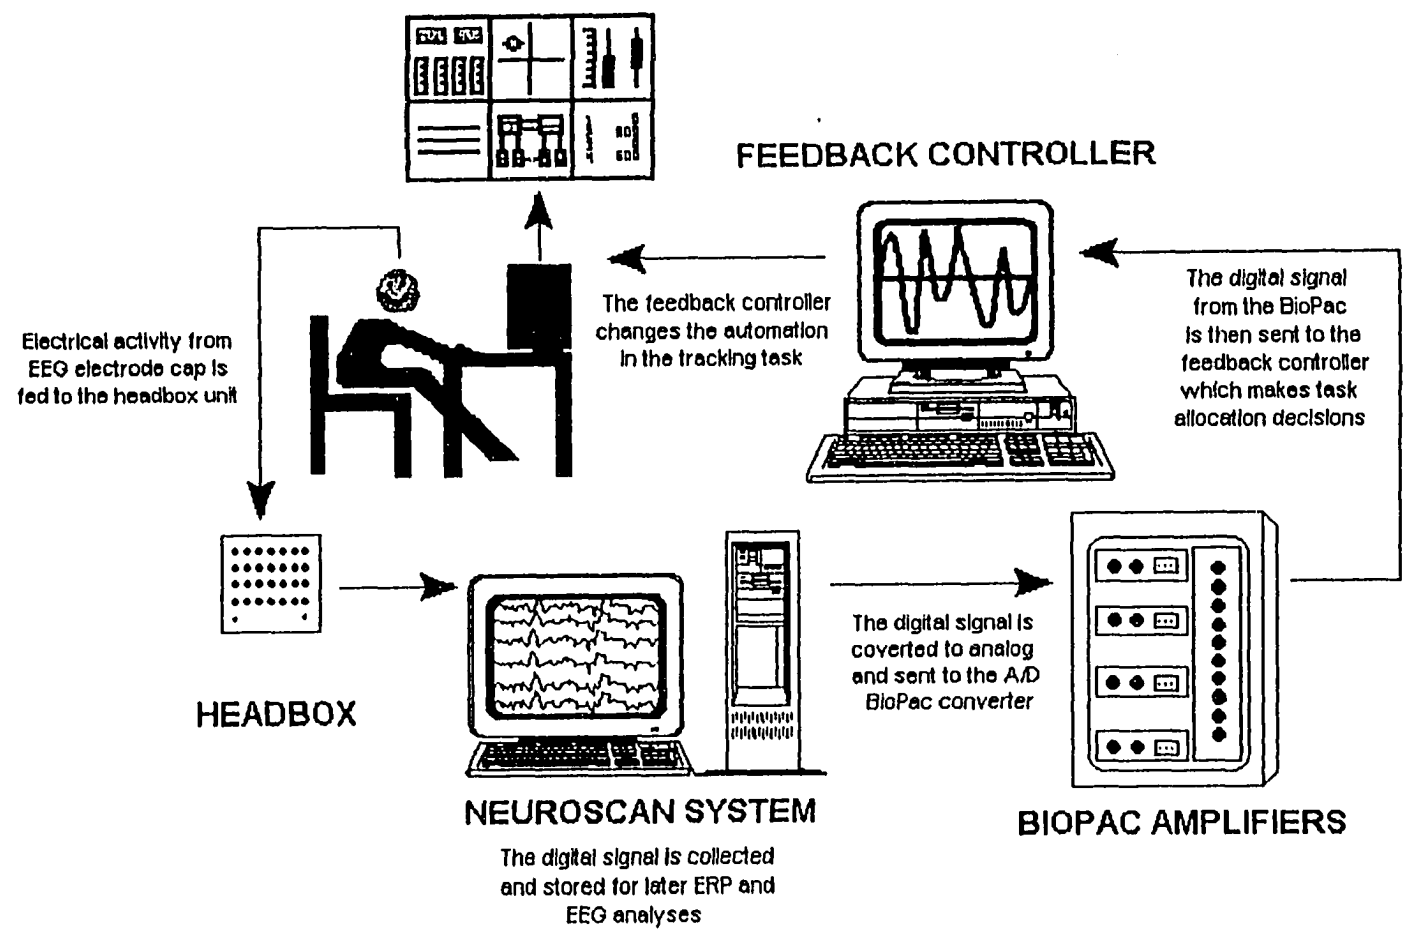 FEEDBACK CONTROLLER
The digital signal
from the BioPac
is then sent to the
feedback controller
which makes task
allocation decisions
The feedback controller
changes the automation
in the tracking task
Electrical activity from
EEG electrode cap is
fed to the headbox unit
HEADBOX
NEUROSCAN SYSTEM
The digital signal is collected
and stored for later ERP and
EEG analyses
The digital signal is
coverted to analog
and sent to the A/D
BioPac converter
BIOPAC AMPLIFIERS